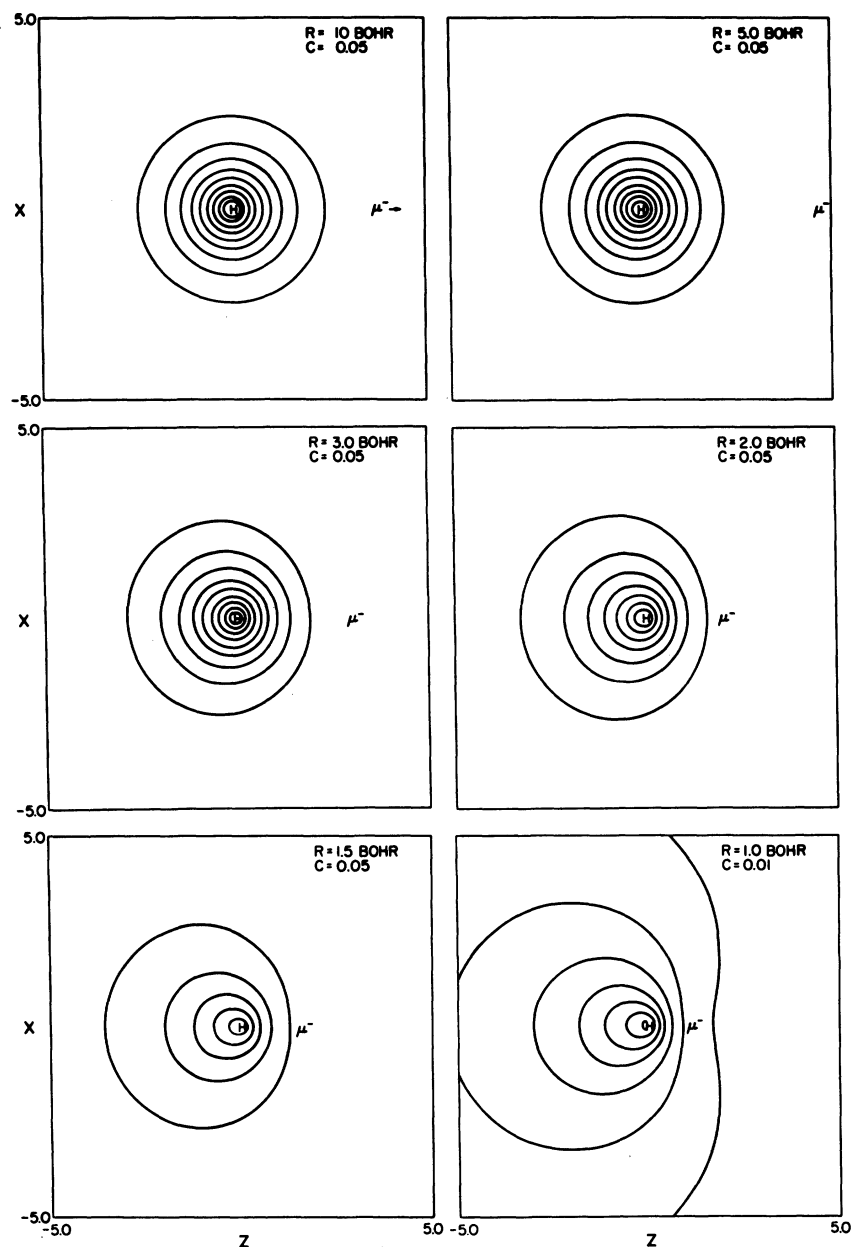 5.0
R = 10 BOHR
C = 0.05
X
H
μ⁻→
-5.0
R = 5.0 BOHR
C = 0.05
H
μ⁻
5.0
R = 3.0 BOHR
C = 0.05
X
H
μ⁻
-5.0
R = 2.0 BOHR
C = 0.05
H
μ⁻
5.0
R = 1.5 BOHR
C = 0.05
X
H
μ⁻
-5.0
-5.0
Z
5.0
R = 1.0 BOHR
C = 0.01
H
μ⁻
-5.0
Z
5.0